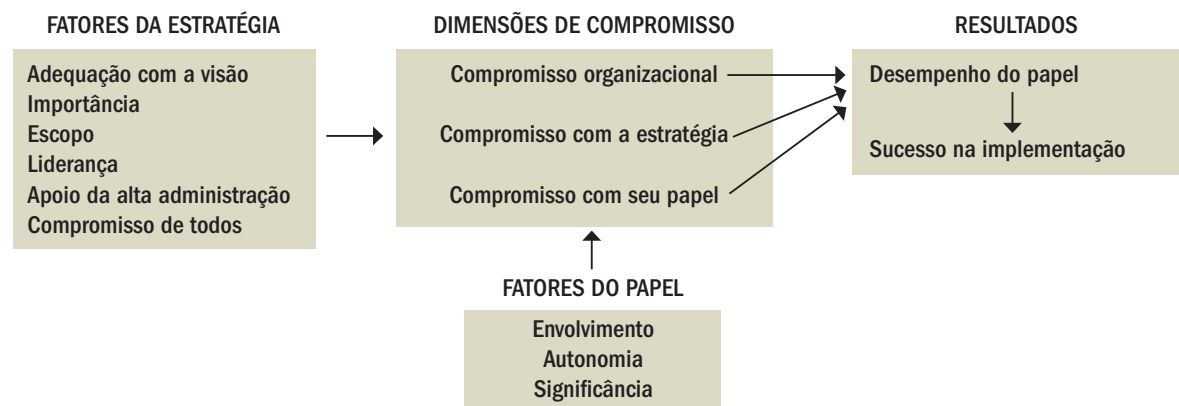 FATORES DA ESTRATÉGIA
Adequação com a visão
Importância
Escopo
Liderança
Apoio da alta administração
Compromisso de todos
DIMENSÕES DE COMPROMISSO
Compromisso organizacional
Compromisso com a estratégia
Compromisso com seu papel
RESULTADOS
Desempenho do papel
Sucesso na implementação
FATORES DO PAPEL
Envolvimento
Autonomia
Significância